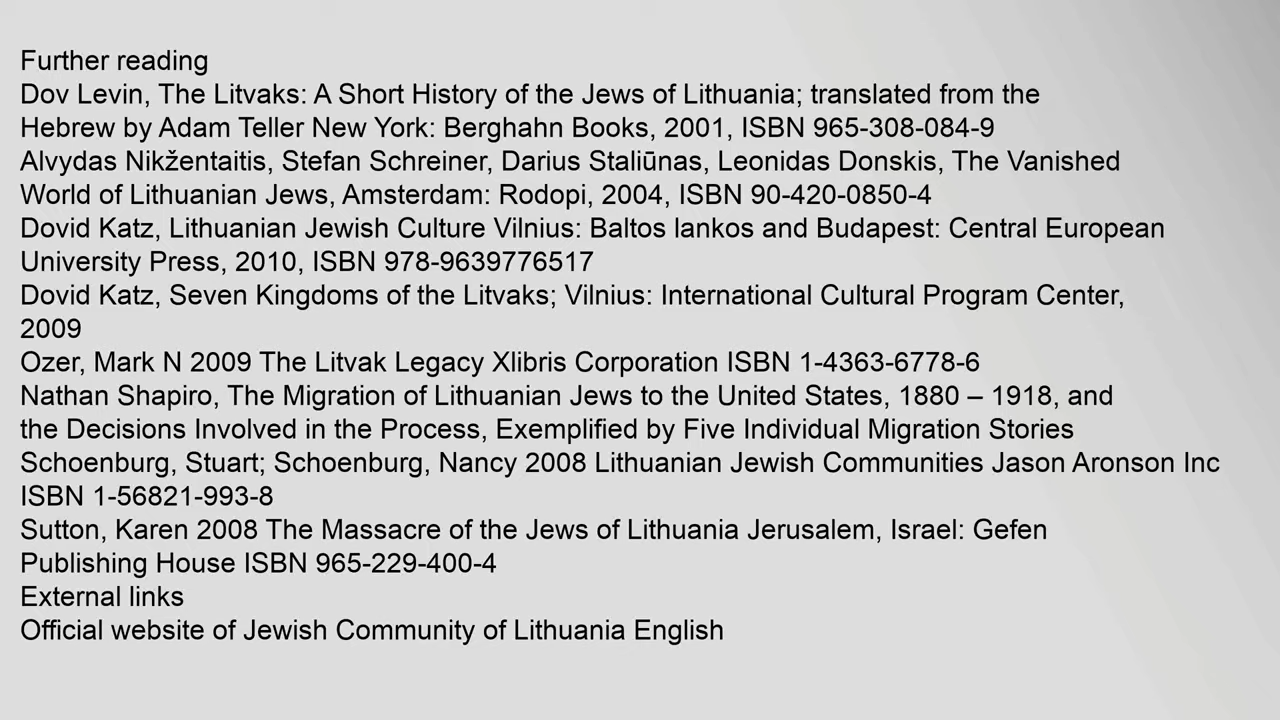 Further reading
Dov Levin, The Litvaks: A Short History of the Jews of Lithuania; translated from the
Hebrew by Adam Teller New York: Berghahn Books, 2001, ISBN 965-308-084-9
Alvydas Nikžentaitis, Stefan Schreiner, Darius Staliūnas, Leonidas Donskis, The Vanished
World of Lithuanian Jews, Amsterdam: Rodopi, 2004, ISBN 90-420-0850-4
Dovid Katz, Lithuanian Jewish Culture Vilnius: Baltos lankos and Budapest: Central European
University Press, 2010, ISBN 978-9639776517
Dovid Katz, Seven Kingdoms of the Litvaks; Vilnius: International Cultural Program Center,
2009
Ozer, Mark N 2009 The Litvak Legacy Xlibris Corporation ISBN 1-4363-6778-6
Nathan Shapiro, The Migration of Lithuanian Jews to the United States, 1880 – 1918, and
the Decisions Involved in the Process, Exemplified by Five Individual Migration Stories
Schoenburg, Stuart; Schoenburg, Nancy 2008 Lithuanian Jewish Communities Jason Aronson Inc
ISBN 1-56821-993-8
Sutton, Karen 2008 The Massacre of the Jews of Lithuania Jerusalem, Israel: Gefen
Publishing House ISBN 965-229-400-4
External links
Official website of Jewish Community of Lithuania English